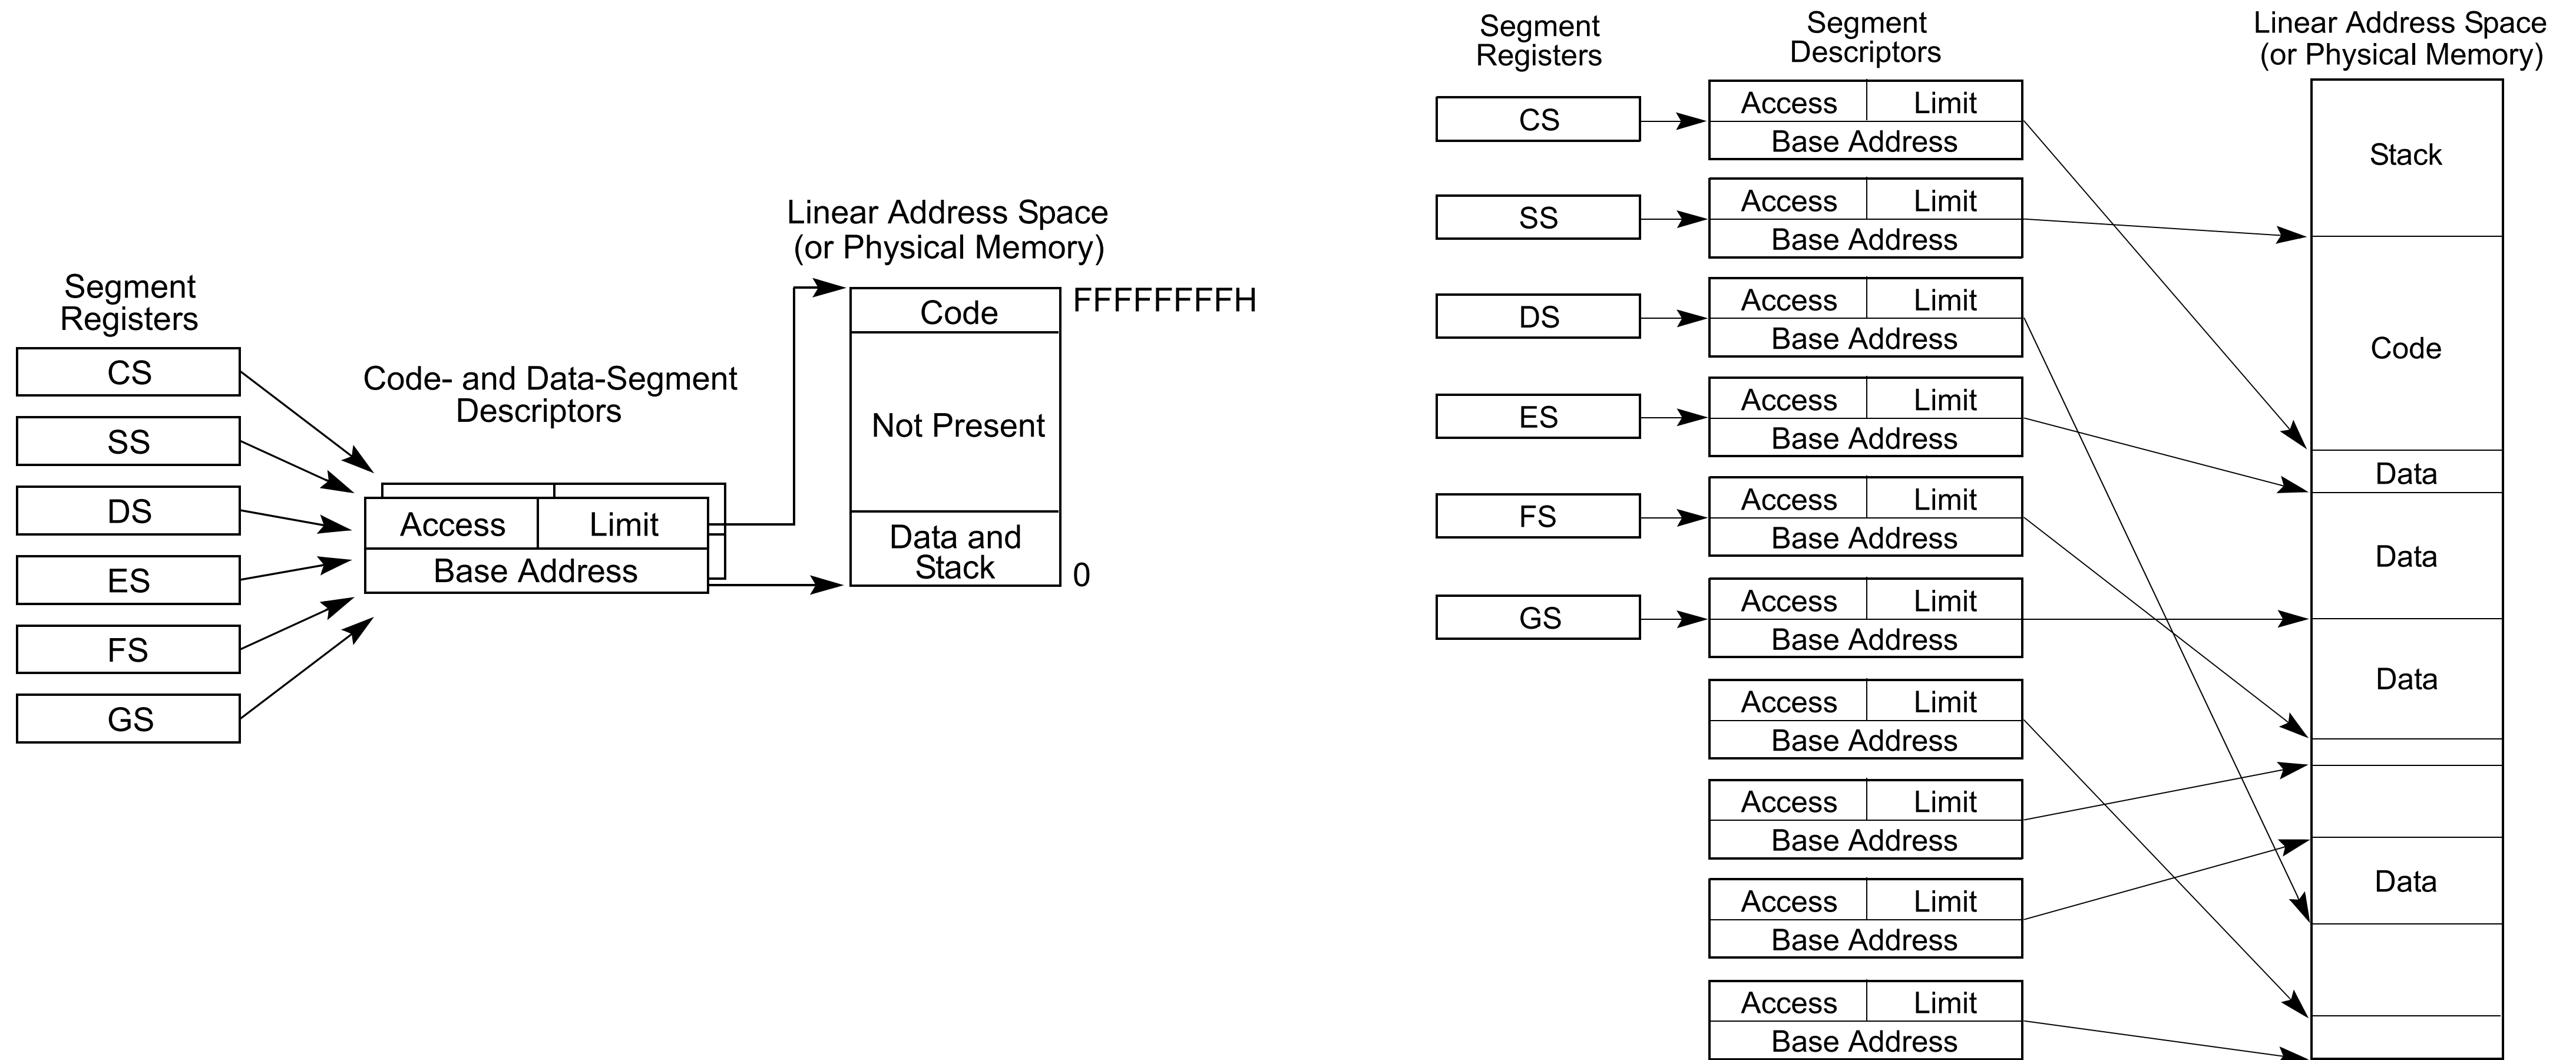 Segment
Registers
CS
SS
DS
ES
FS
GS
Code- and Data-Segment
Descriptors
Access
Limit
Base Address
Linear Address Space
(or Physical Memory)
Code
FFFFFFFFH
Not Present
Data and
Stack
0
Segment
Registers
CS
SS
DS
ES
FS
GS
Segment
Descriptors
Access
Limit
Base Address
Access
Limit
Base Address
Access
Limit
Base Address
Access
Limit
Base Address
Access
Limit
Base Address
Access
Limit
Base Address
Access
Limit
Base Address
Access
Limit
Base Address
Access
Limit
Base Address
Access
Limit
Base Address
Linear Address Space
(or Physical Memory)
Stack
Code
Data
Data
Data
Data